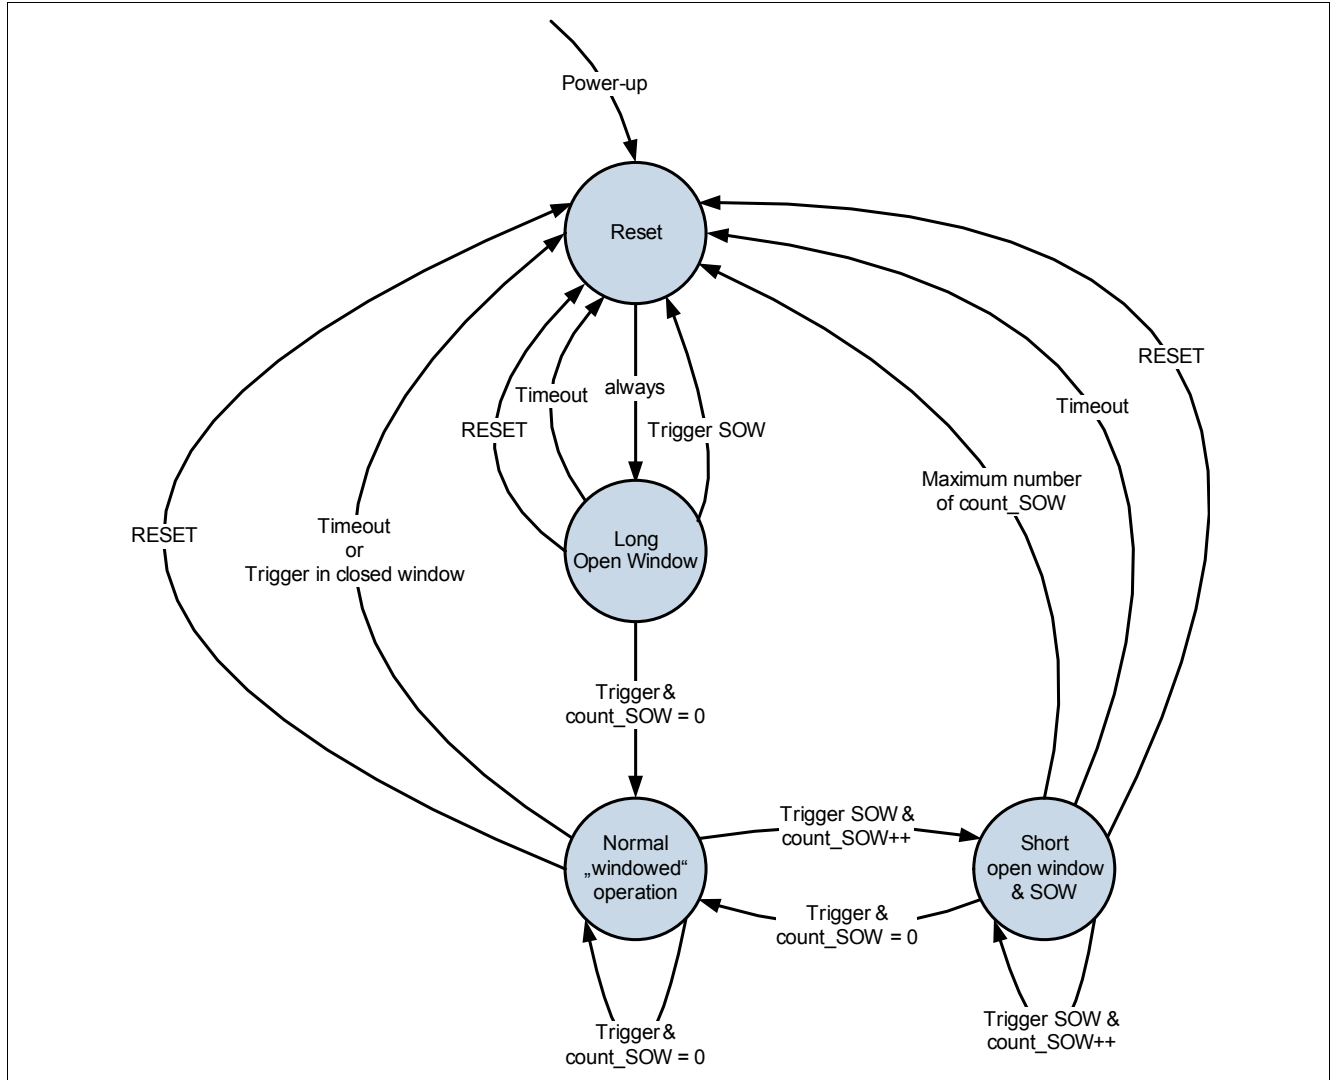 Power-up
Reset
RESET
Timeout
always
Timeout
RESET
Trigger SOW
Maximum number
of count_SOW
Timeout
or
Trigger in closed window
RESET
Long
Open Window
Trigger &
count_SOW = 0
Trigger SOW &
count_SOW++
Normal
„windowed“
operation
Short
open window
& SOW
Trigger &
count_SOW = 0
Trigger &
count_SOW = 0
Trigger SOW &
count_SOW++